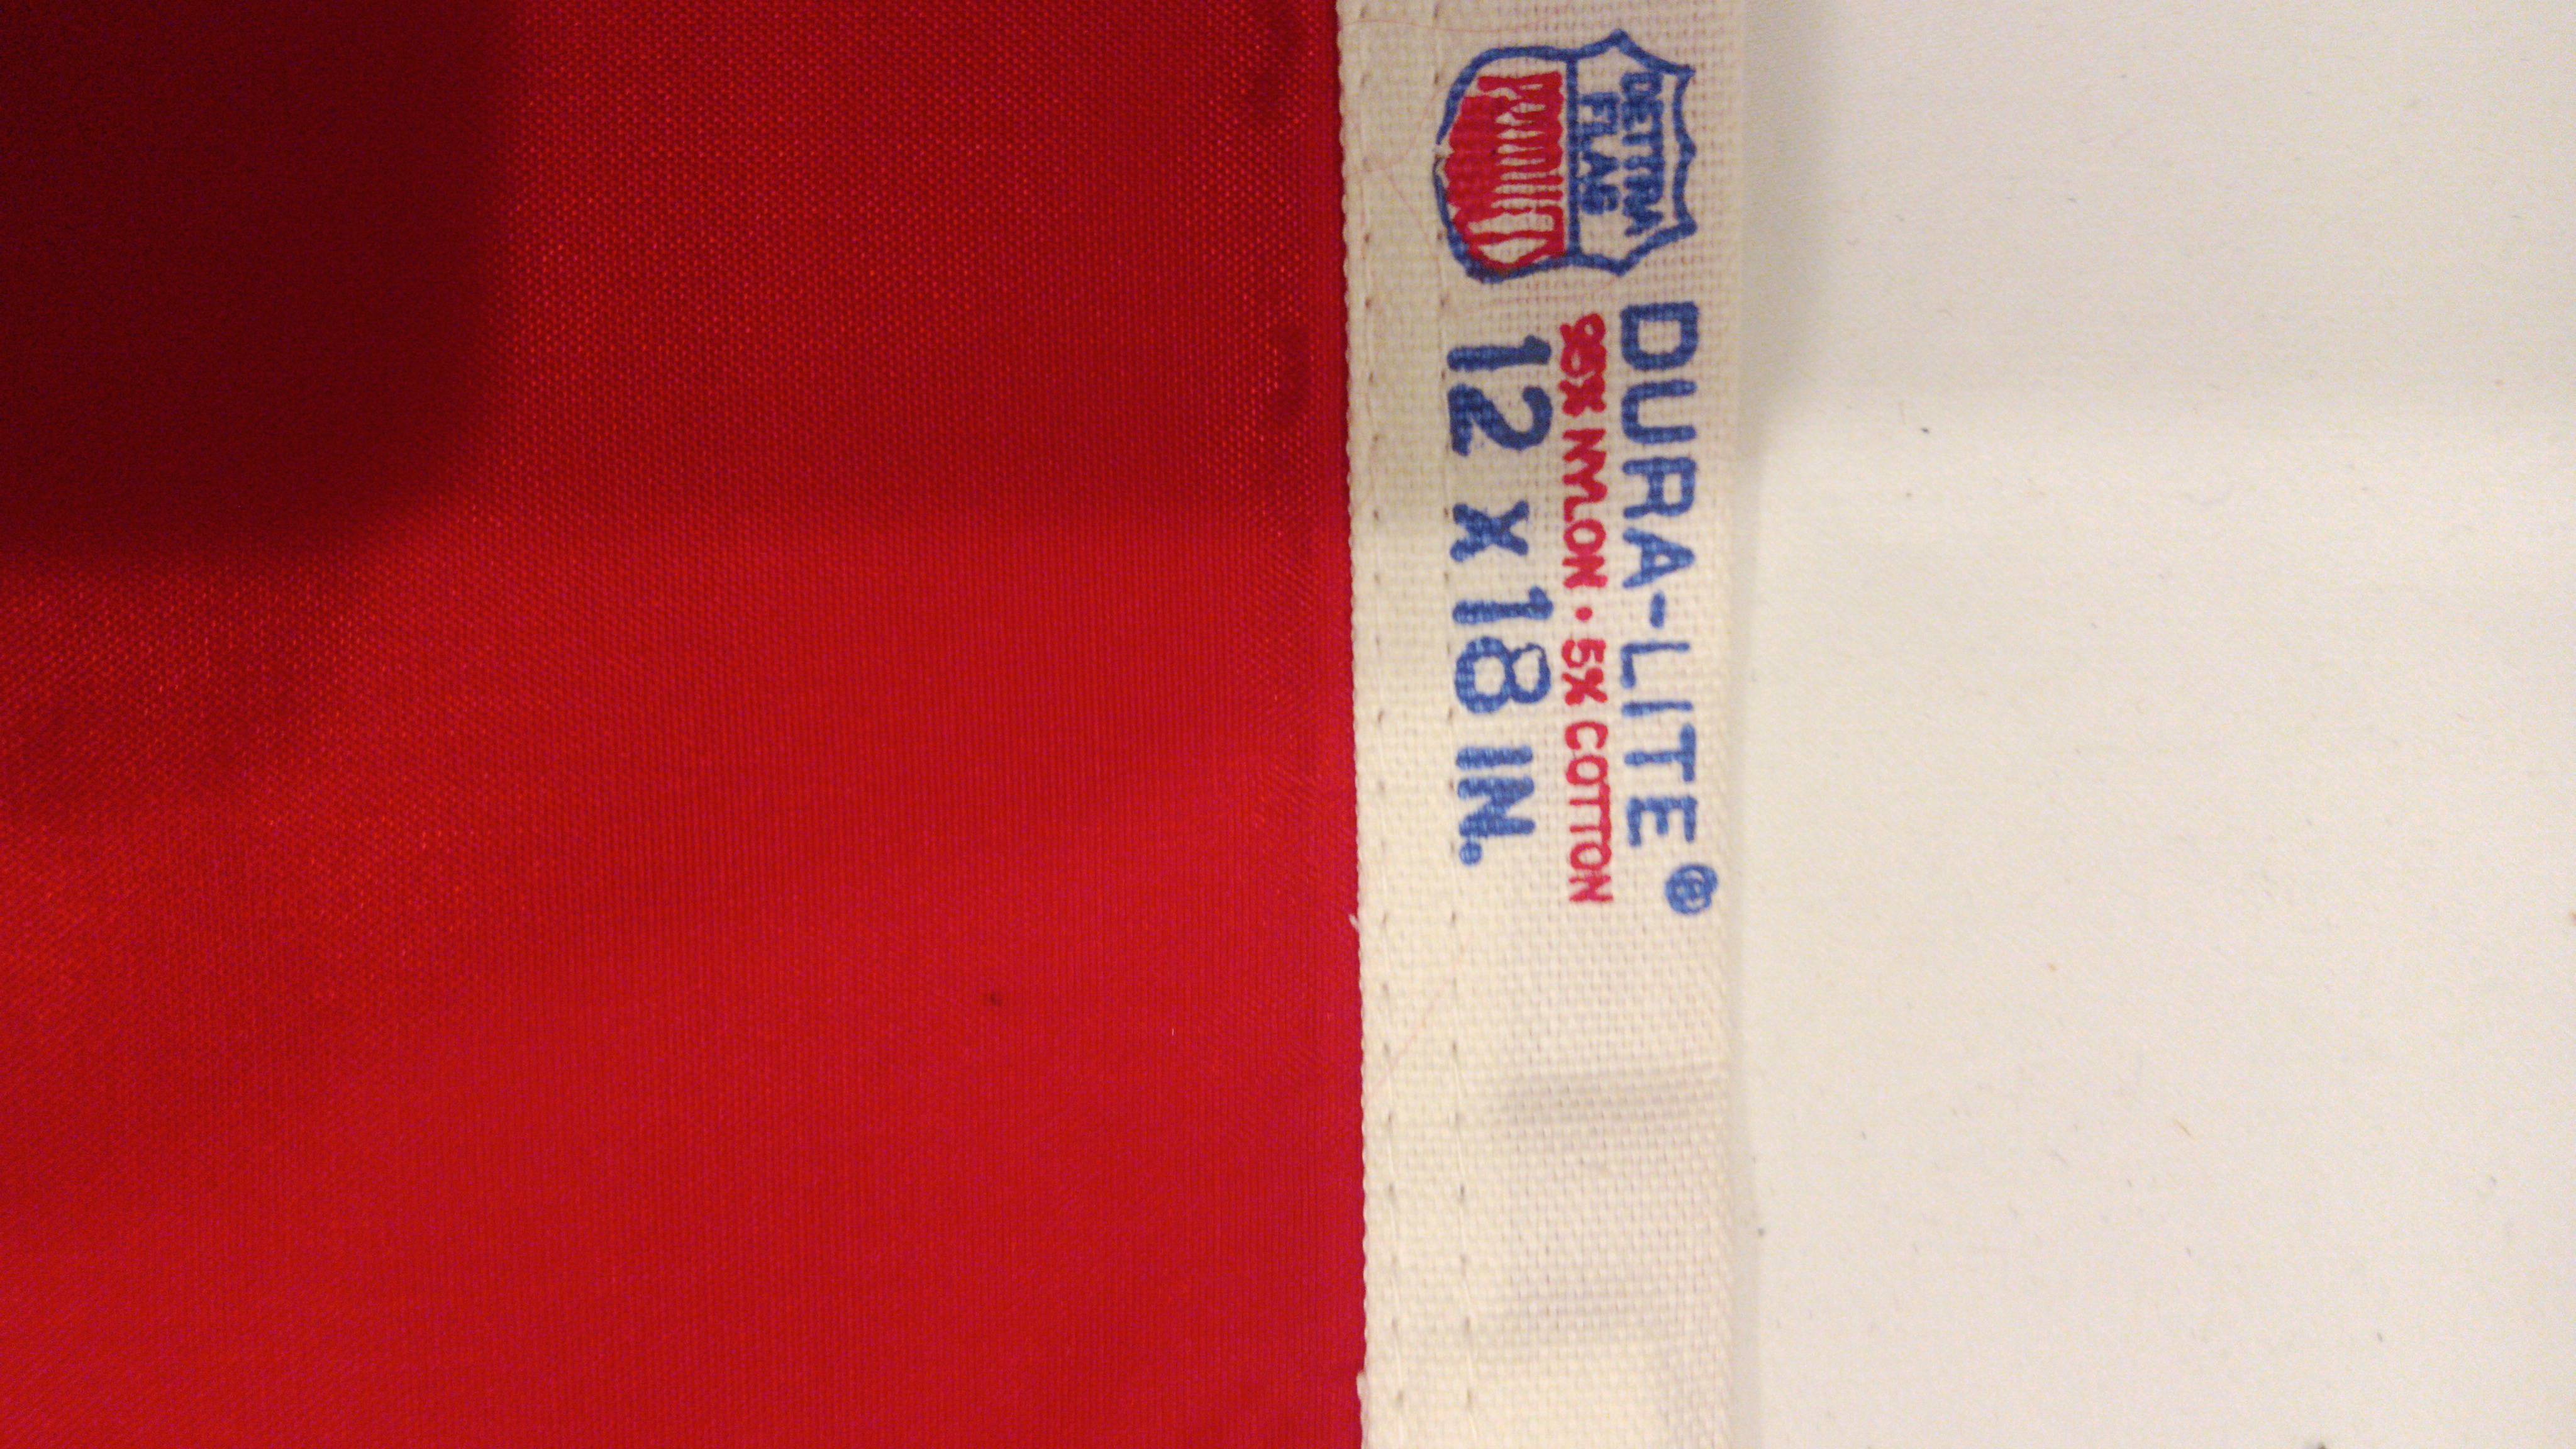 DETTRA
FLAG
DURA-LITE®
95% NYLON • 5% COTTON
12 x 18 IN.